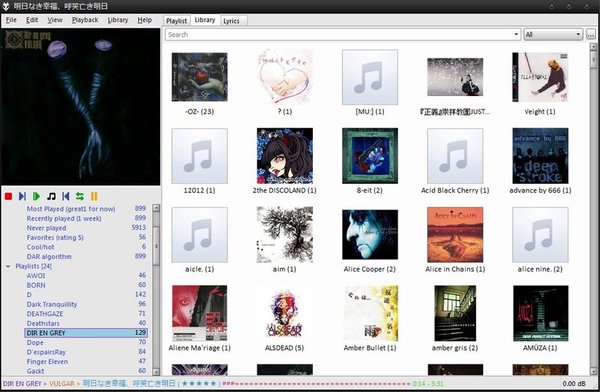 明日なき幸福、呼笑亡き明日
File Edit View Playback Library Help
Playlist Library Lyrics
Search
All
...
Dir en grey
VULGAR
Most Played (great1 for now) 899
Recently played (1 week) 899
Never played 5913
Favorites (rating 5) 56
Cool/hot 6
DAR algorithm 899
Playlists [24]
AWOI 46
BORN 60
D 142
Dark Tranquillity 96
DEATHGAZE 71
Deathstars 40
DIR EN GREY 129
Dope 70
D'espairsRay 84
Finger Eleven 47
Gackt 60
-OZ- (23)
? (1)
[MU:] (1)
『正義』崇拝教団JUST...
Veight (1)
12012 (1)
2the DISCOLAND (1)
8-eit (2)
Acid Black Cherry (1)
advance by 666 (1)
aicle. (1)
aim (1)
Alice Cooper (2)
Alice in Chains (1)
alice nine. (2)
Aliene Ma'riage (1)
ALSDEAD (5)
Amber Bullet (1)
amber gris (2)
AMUZA (1)
DIR EN GREY > VULGAR > 明日なき幸福、呼笑亡き明日 (★★★★★)
0:14 - 3:31
0.00 dB